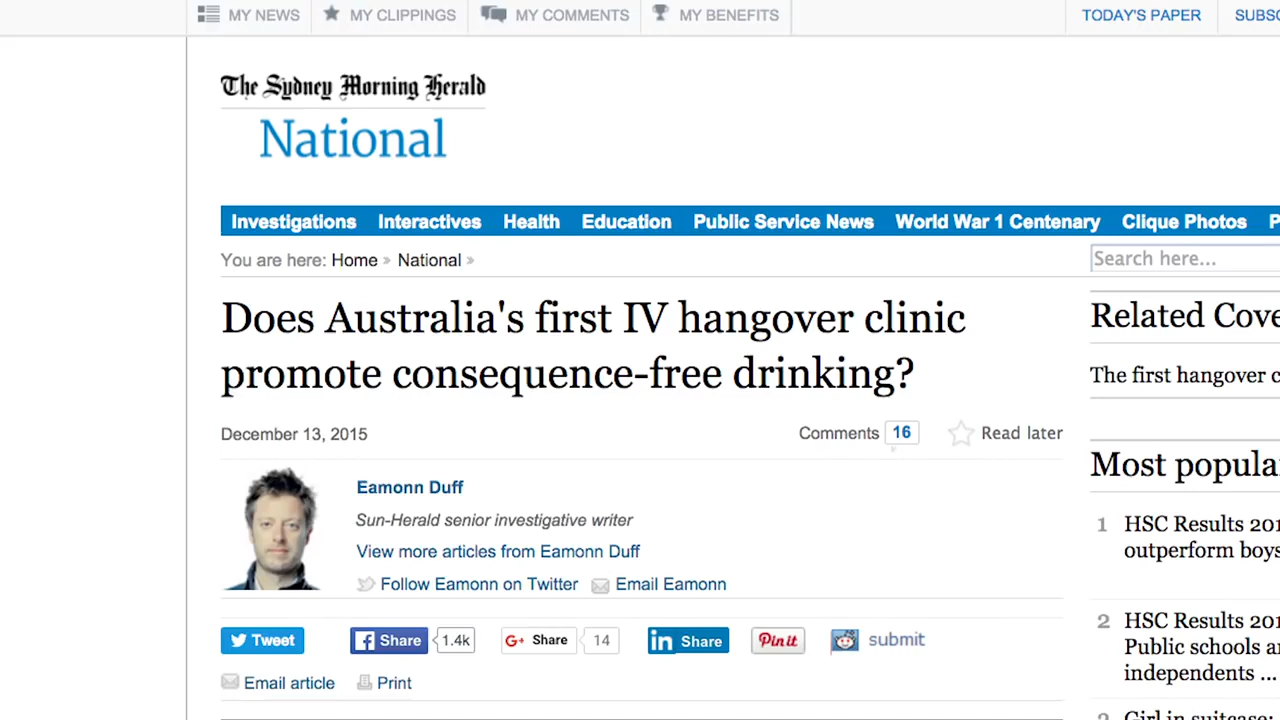 MY NEWS MY CLIPPINGS MY COMMENTS MY BENEFITS TODAY'S PAPER
The Sydney Morning Herald
National
Investigations Interactives Health Education Public Service News World War 1 Centenary Clique Photos
You are here: Home » National » Search here...
Does Australia's first IV hangover clinic
promote consequence-free drinking?
December 13, 2015 Comments 16 Read later
Eamonn Duff
Sun-Herald senior investigative writer
View more articles from Eamonn Duff
Follow Eamonn on Twitter Email Eamonn
Tweet Share 1.4k G+ Share 14 in Share Pin it submit
Email article Print
Related
The first hangover
Most
1 HSC Results
outperform boys
2 HSC Results
Public schools
independents ...
Girl in suitcase: